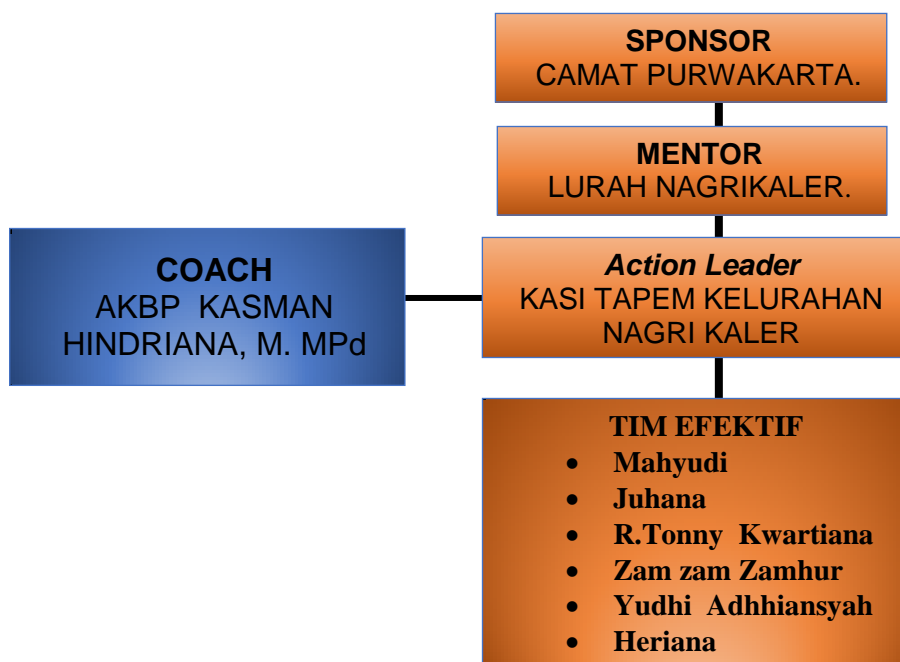 SPONSOR
CAMAT PURWAKARTA.
MENTOR
LURAH NAGRIKALER.
COACH
AKBP KASMAN
HINDRIANA, M. MPd
Action Leader
KASI TAPEM KELURAHAN
NAGRI KALER
TIM EFEKTIF
• Mahyudi
• Juhana
• R.Tonny Kwartiana
• Zam zam Zamhur
• Yudhi Adhhiansyah
• Heriana